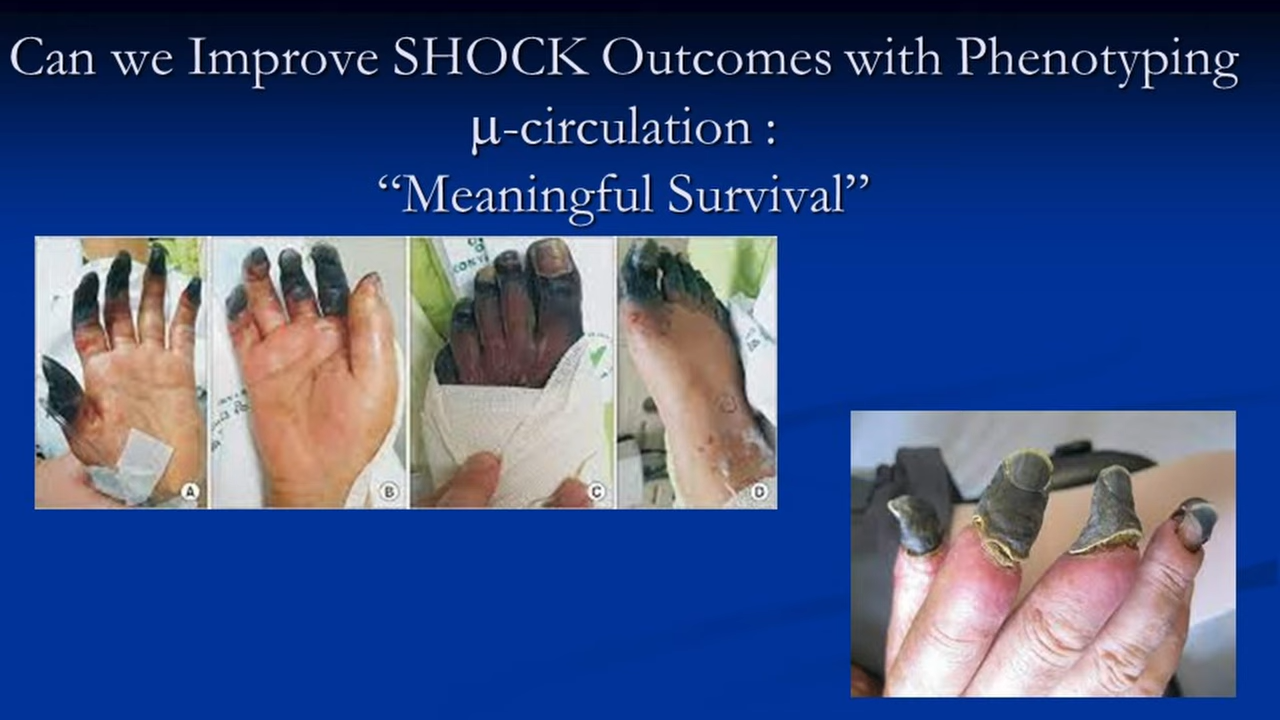 Can we Improve SHOCK Outcomes with Phenotyping
µ-circulation :
“Meaningful Survival”
A
B
C
D